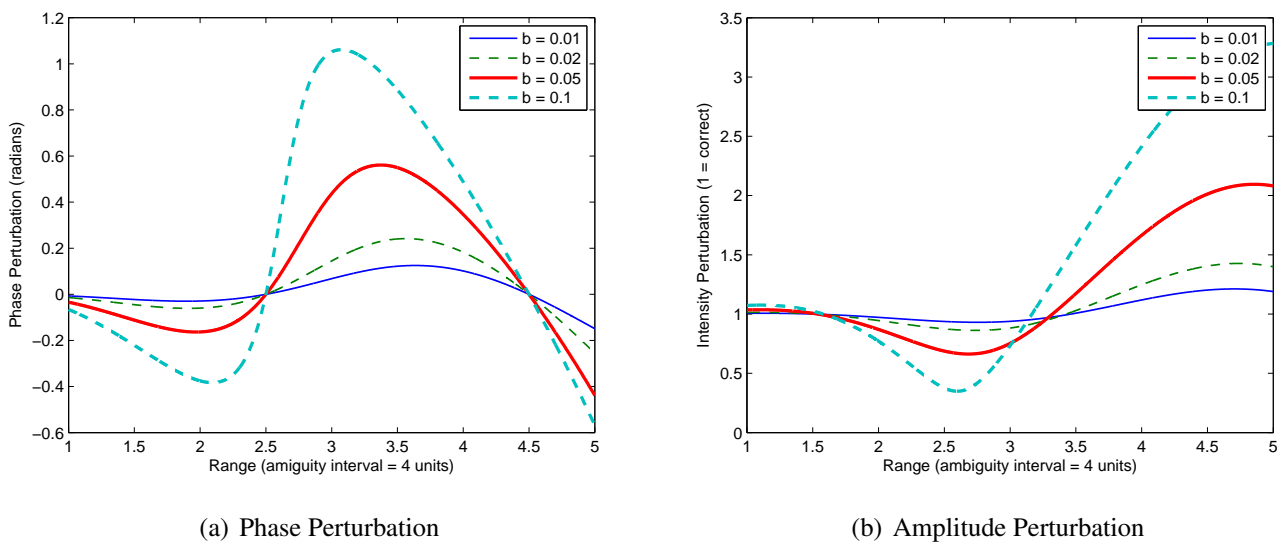 1.2
1
0.8
0.6
0.4
0.2
0
−0.2
−0.4
−0.6
1 1.5 2 2.5 3 3.5 4 4.5 5
Phase Perturbation (radians)
Range (amiguity interval = 4 units)
b = 0.01
b = 0.02
b = 0.05
b = 0.1
(a) Phase Perturbation
3.5
3
2.5
2
1.5
1
0.5
0
1 1.5 2 2.5 3 3.5 4 4.5 5
Intensity Perturbation (1 = correct)
Range (ambiguity interval = 4 units)
b = 0.01
b = 0.02
b = 0.05
b = 0.1
(b) Amplitude Perturbation